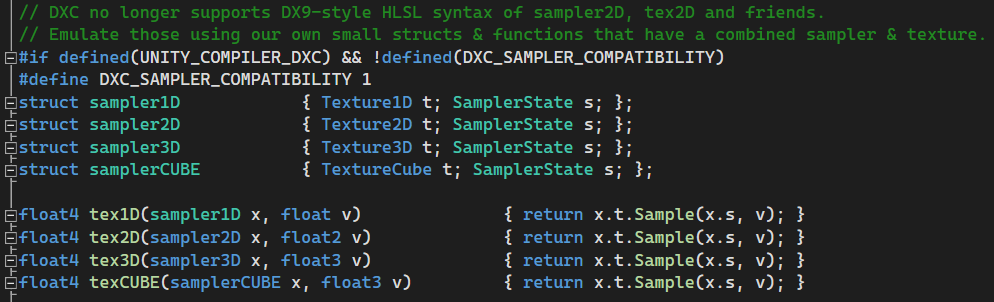 // DXC no longer supports DX9-style HLSL syntax of sampler2D, tex2D and friends.
// Emulate those using our own small structs & functions that have a combined sampler & texture.
#if defined(UNITY_COMPILER_DXC) && !defined(DXC_SAMPLER_COMPATIBILITY)
#define DXC_SAMPLER_COMPATIBILITY 1
struct sampler1D            { Texture1D t; SamplerState s; };
struct sampler2D            { Texture2D t; SamplerState s; };
struct sampler3D            { Texture3D t; SamplerState s; };
struct samplerCUBE          { TextureCube t; SamplerState s; };
float4 tex1D(sampler1D x, float v)              { return x.t.Sample(x.s, v); }
float4 tex2D(sampler2D x, float2 v)             { return x.t.Sample(x.s, v); }
float4 tex3D(sampler3D x, float3 v)             { return x.t.Sample(x.s, v); }
float4 texCUBE(samplerCUBE x, float3 v)         { return x.t.Sample(x.s, v); }